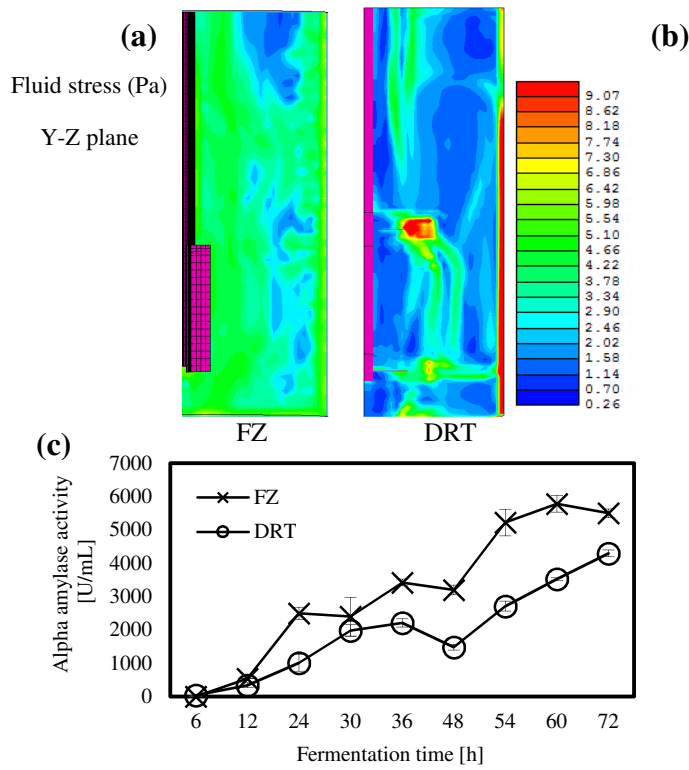 (a)
(b)
Fluid stress (Pa)
Y-Z plane
9.07
8.62
8.18
7.74
7.30
6.86
6.42
5.98
5.54
5.10
4.66
4.22
3.78
3.34
2.90
2.46
2.02
1.58
1.14
0.70
0.26
FZ
DRT
(c)
Alpha amylase activity
[U/mL]
7000
6000
5000
4000
3000
2000
1000
0
FZ
DRT
6 12 24 30 36 48 54 60 72
Fermentation time [h]